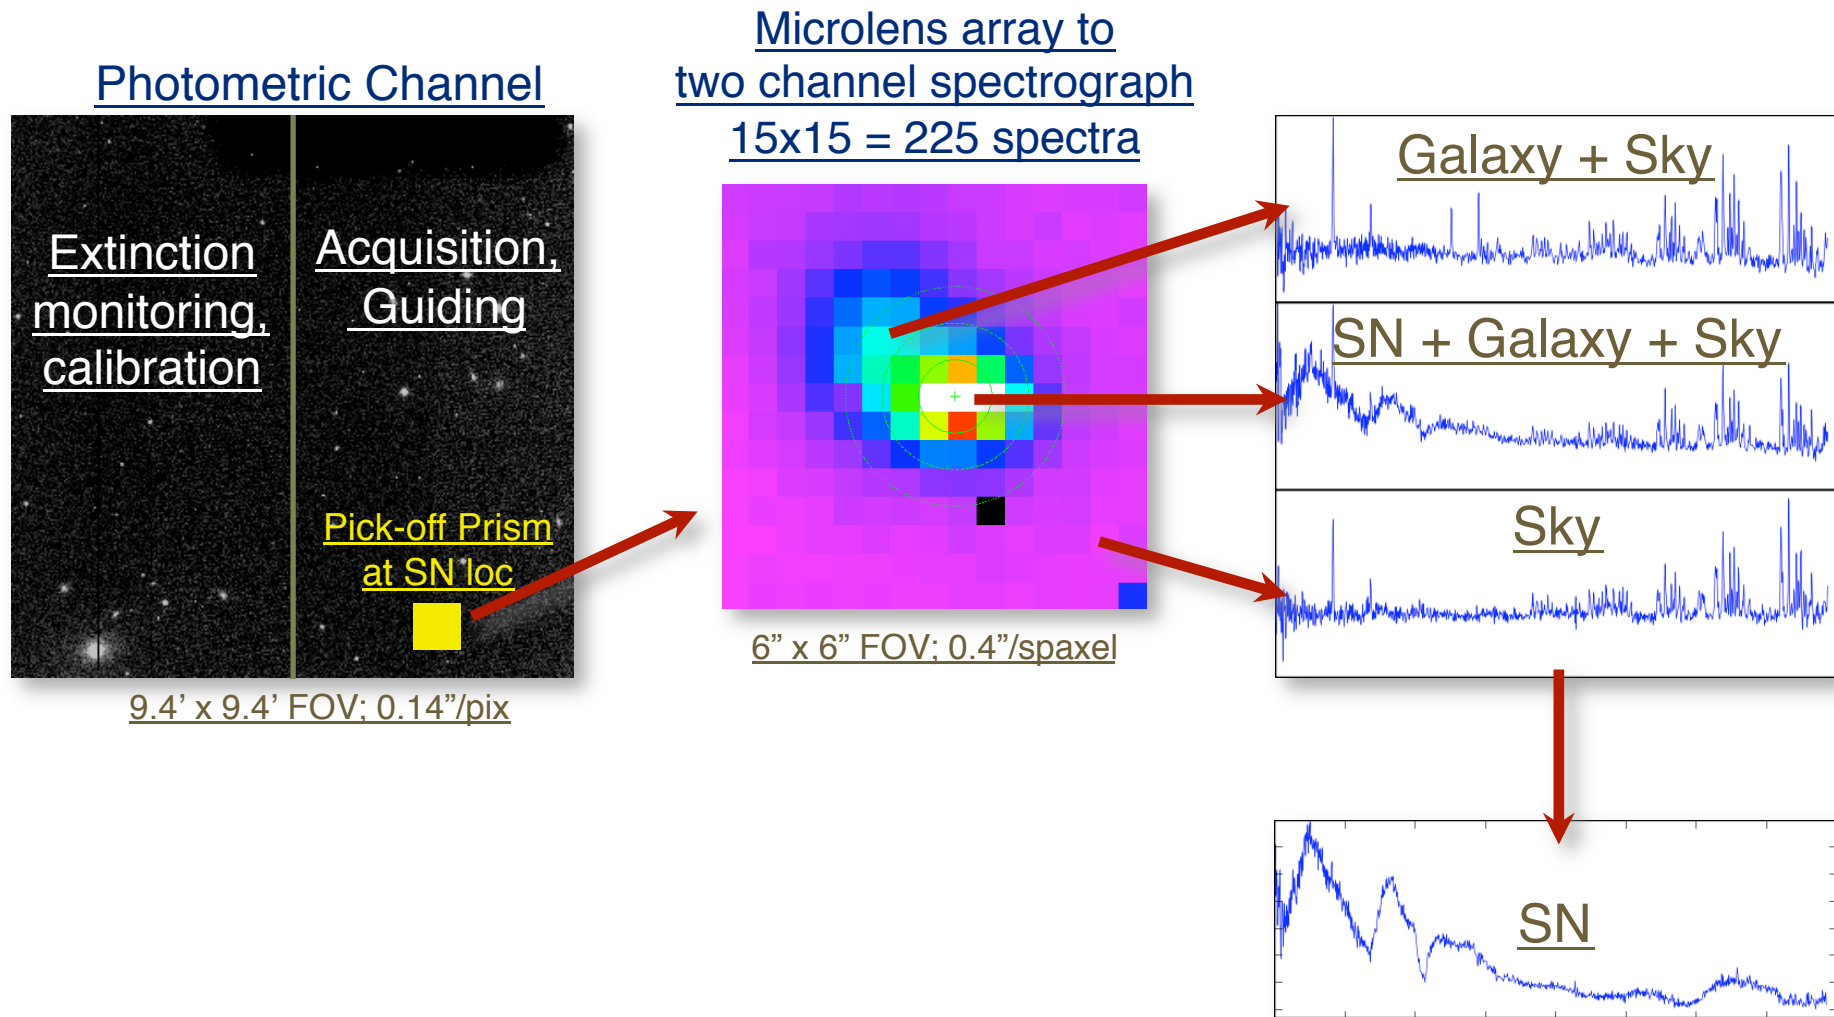 Photometric Channel
Extinction
monitoring,
calibration
Acquisition,
Guiding
Pick-off Prism
at SN loc
9.4’ x 9.4’ FOV; 0.14”/pix
Microlens array to
two channel spectrograph
15x15 = 225 spectra
6” x 6” FOV; 0.4”/spaxel
Galaxy + Sky
SN + Galaxy + Sky
Sky
SN